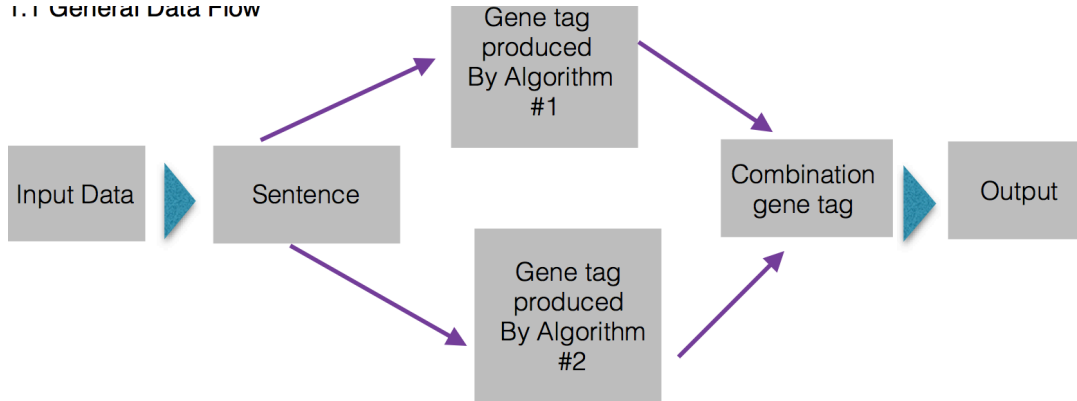 1.1 General Data Flow
Gene tag
produced
By Algorithm
#1
Input Data
Sentence
Combination
gene tag
Output
Gene tag
produced
By Algorithm
#2